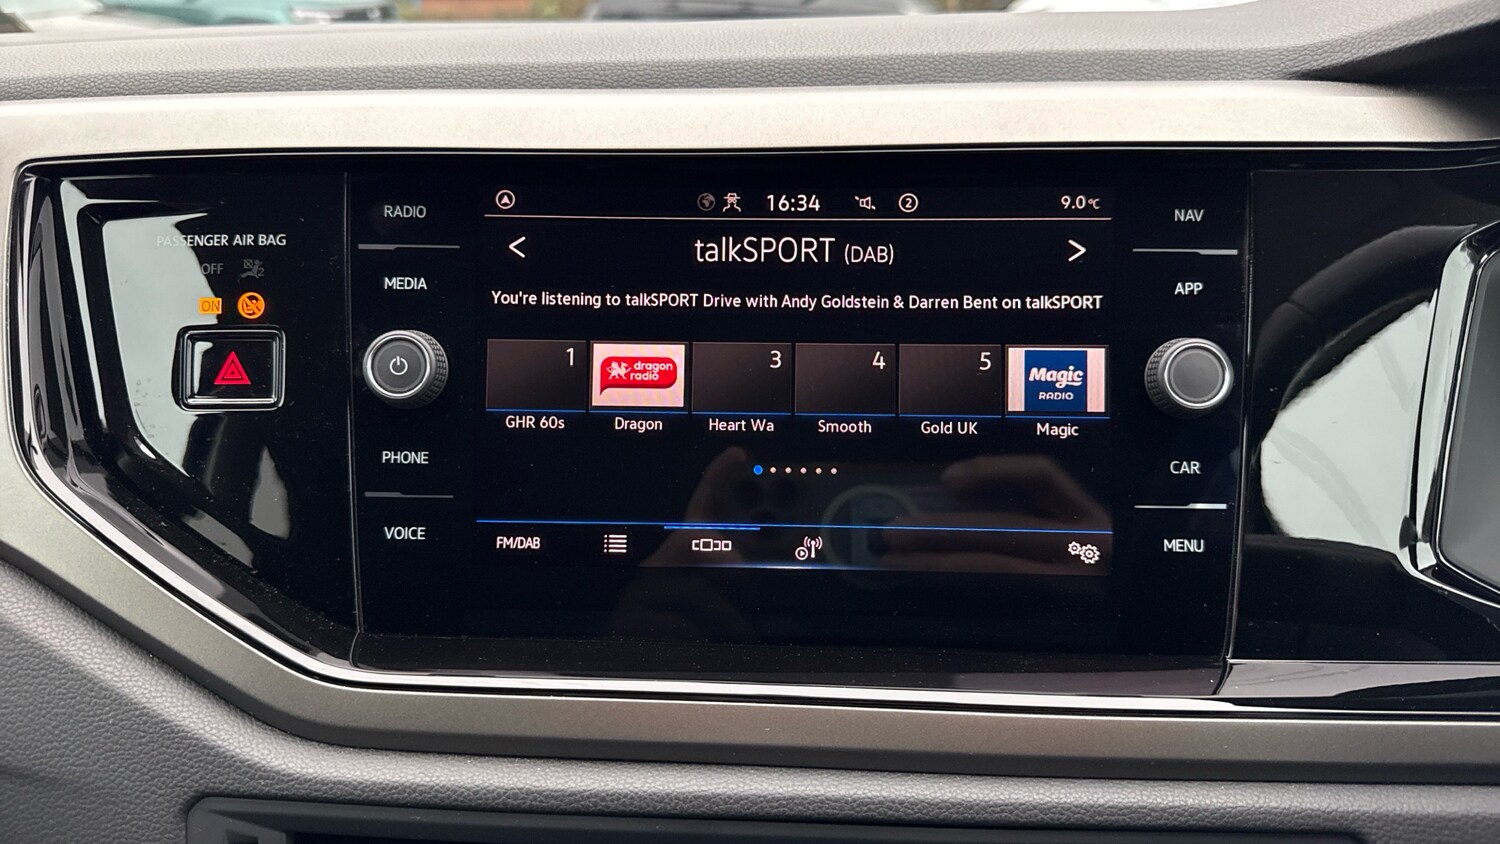 PASSENGER AIR BAG
OFF
ON
RADIO
MEDIA
PHONE
VOICE
16:34
2
9.0°C
< talkSPORT (DAB) >
You're listening to talkSPORT Drive with Andy Goldstein & Darren Bent on talkSPORT
1
dragon
radio
3
4
5
Magic
RADIO
GHR 60s
Dragon
Heart Wa
Smooth
Gold UK
Magic
FM/DAB
NAV
APP
CAR
MENU